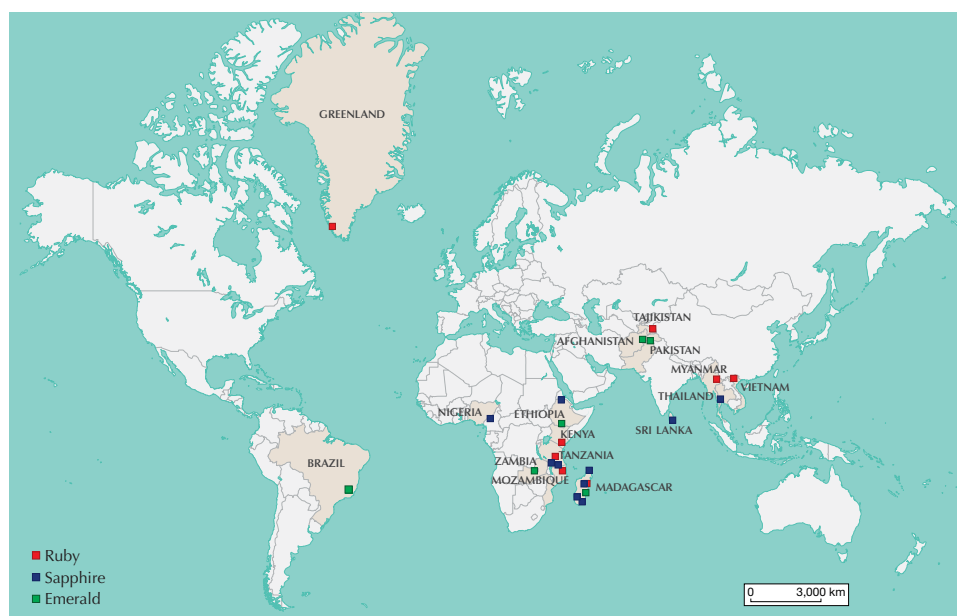 GREENLAND
TAJIKISTAN
AFGHANISTAN
PAKISTAN
MYANMAR
VIETNAM
THAILAND
NIGERIA
ETHIOPIA
SRI LANKA
KENYA
BRAZIL
ZAMBIA
TANZANIA
MOZAMBIQUE
MADAGASCAR
Ruby
Sapphire
Emerald
0 3,000 km